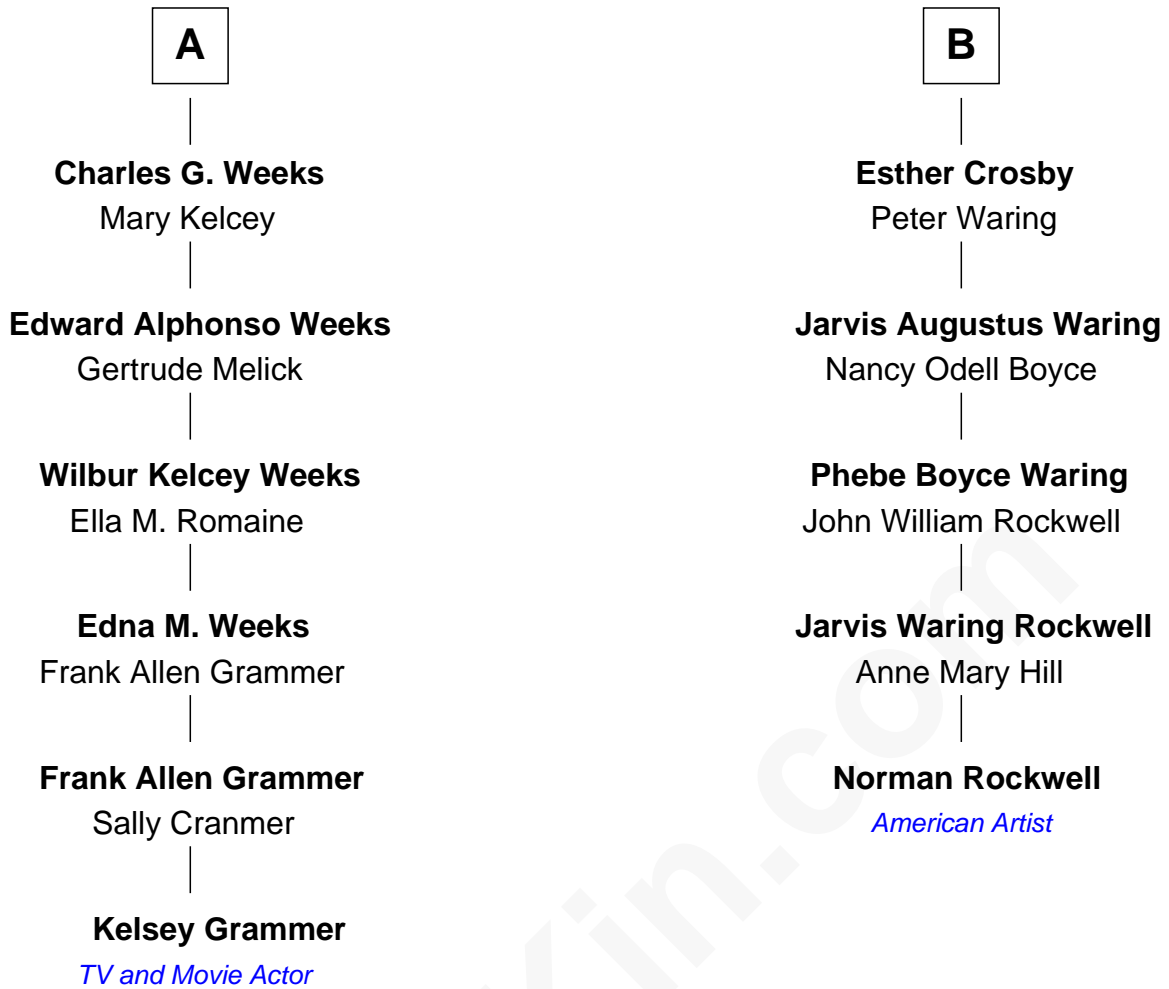 A
Charles G. Weeks
Mary Kelcey
Edward Alphonso Weeks
Gertrude Melick
Wilbur Kelcey Weeks
Ella M. Romaine
Edna M. Weeks
Frank Allen Grammer
Frank Allen Grammer
Sally Cranmer
Kelsey Grammer
TV and Movie Actor
B
Esther Crosby
Peter Waring
Jarvis Augustus Waring
Nancy Odell Boyce
Phebe Boyce Waring
John William Rockwell
Jarvis Waring Rockwell
Anne Mary Hill
Norman Rockwell
American Artist